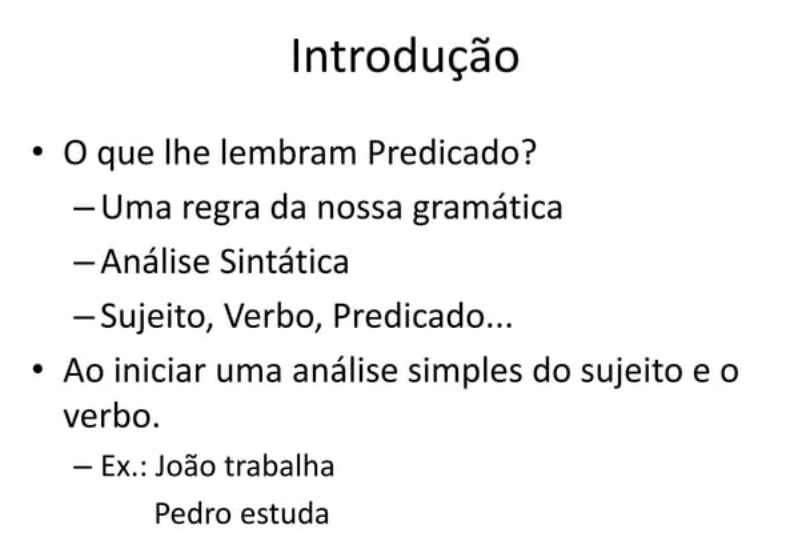 Introdução
• O que lhe lembram Predicado?
– Uma regra da nossa gramática
– Análise Sintática
– Sujeito, Verbo, Predicado...
• Ao iniciar uma análise simples do sujeito e o
verbo.
– Ex.: João trabalha
Pedro estuda